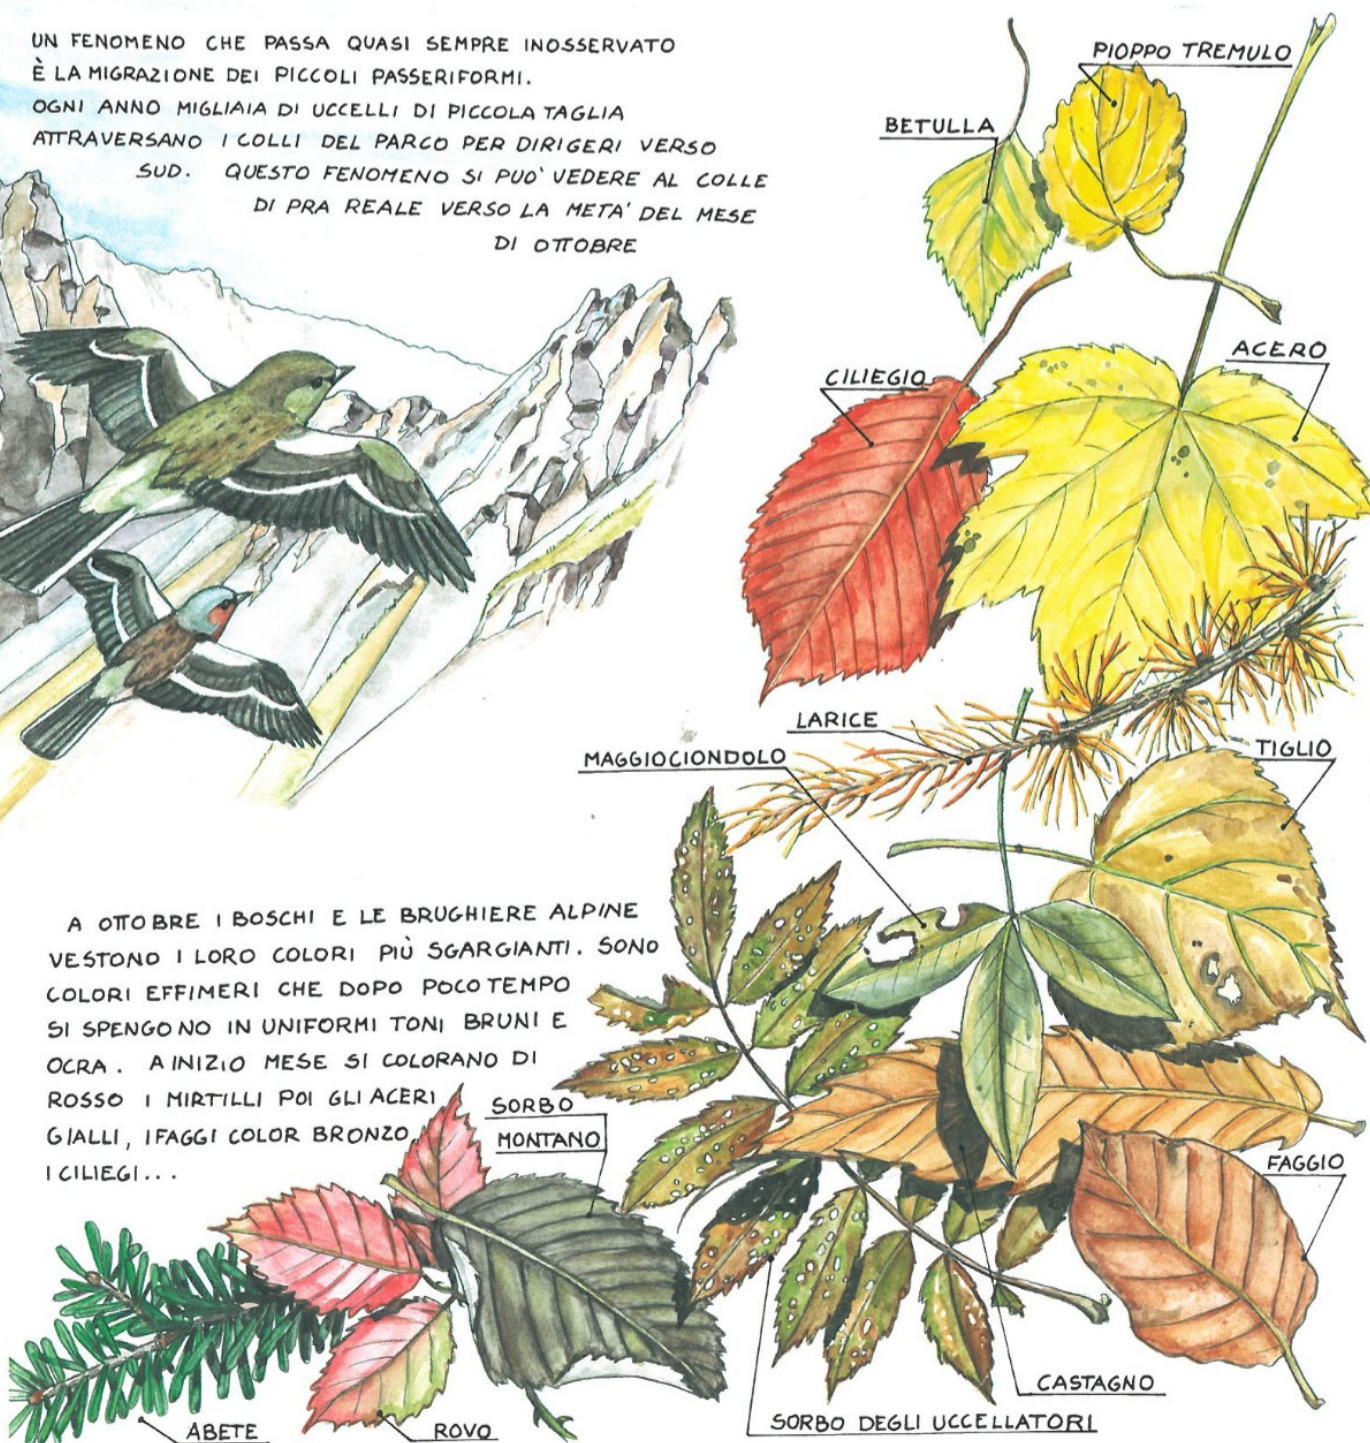 UN FENOMENO CHE PASSA QUASI SEMPRE INOSSERVATO
È LA MIGRAZIONE DEI PICCOLI PASSERIFORMI.
OGNI ANNO MIGLIAIA DI UCCELLI DI PICCOLA TAGLIA
ATTRAVERSANO I COLLI DEL PARCO PER DIRIGERI VERSO
SUD. QUESTO FENOMENO SI PUO' VEDERE AL COLLE
DI PRA REALE VERSO LA META' DEL MESE
DI OTTOBRE
PIOPPO TREMULO
BETULLA
ACERO
CILIEGIO
LARICE
MAGGIOCIONDOLO
TIGLIO
A OTTOBRE I BOSCHI E LE BRUGHIERE ALPINE
VESTONO I LORO COLORI PIÙ SGARGIANTI. SONO
COLORI EFFIMERI CHE DOPO POCO TEMPO
SI SPENGONO IN UNIFORMI TONI BRUNI E
OCRA. A INIZIO MESE SI COLORANO DI
ROSSO I MIRTILLI POI GLI ACERI
GIALLI, I FAGGI COLOR BRONZO,
I CILIEGI...
SORBO
MONTANO
FAGGIO
CASTAGNO
SORBO DEGLI UCCELLATORI
ABETE
ROVO